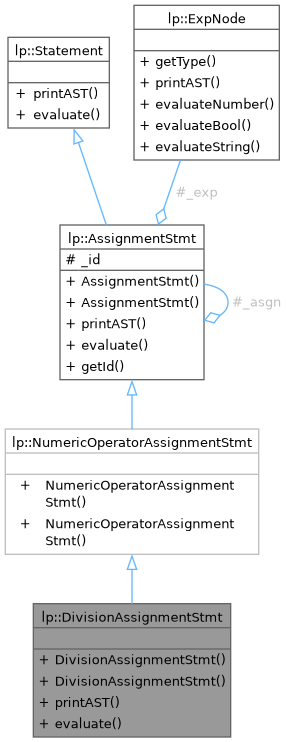 lp::ExpNode
+ getType()
+ printAST()
+ evaluateNumber()
+ evaluateBool()
+ evaluateString()
lp::Statement
+ printAST()
+ evaluate()
#_exp
lp::AssignmentStmt
# _id
+ AssignmentStmt()
+ AssignmentStmt()
+ printAST()
+ evaluate()
+ getId()
#_asgn
lp::NumericOperatorAssignmentStmt
+ NumericOperatorAssignment
Stmt()
+ NumericOperatorAssignment
Stmt()
lp::DivisionAssignmentStmt
+ DivisionAssignmentStmt()
+ DivisionAssignmentStmt()
+ printAST()
+ evaluate()